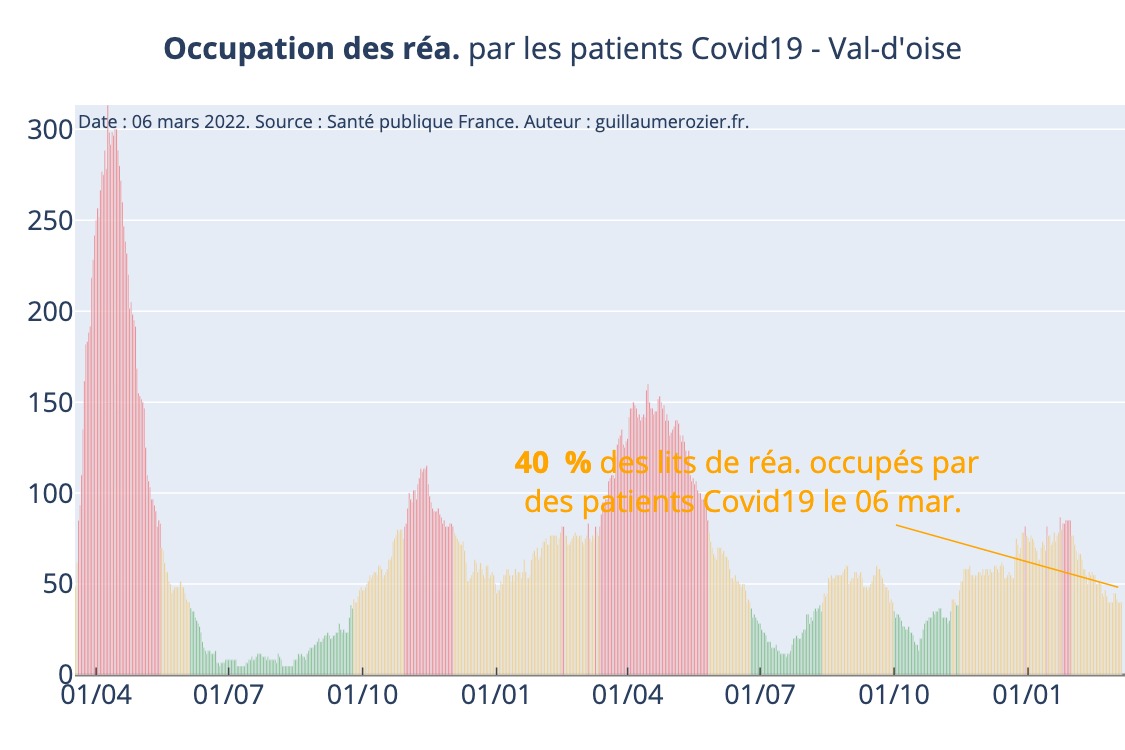 Occupation des réa. par les patients Covid19 - Val-d'oise
Date : 06 mars 2022. Source : Santé publique France. Auteur : guillaumerozier.fr.
300
250
200
150
100
50
0
40 % des lits de réa. occupés par
des patients Covid19 le 06 mar.
01/04 01/07 01/10 01/01 01/04 01/07 01/10 01/01